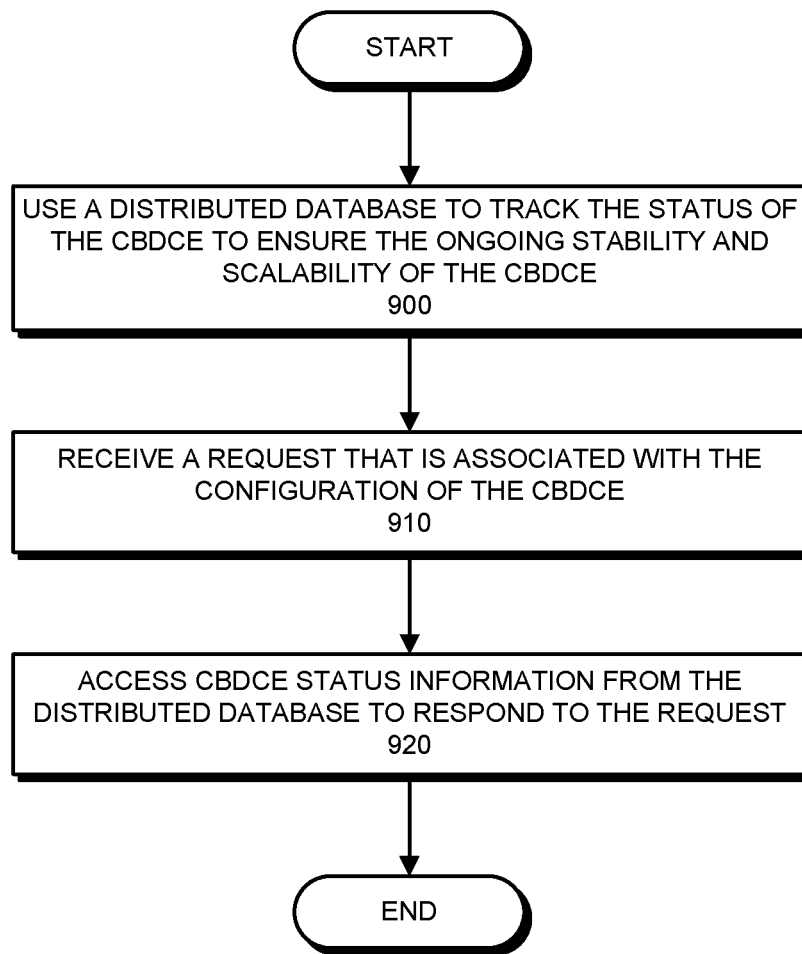 START
USE A DISTRIBUTED DATABASE TO TRACK THE STATUS OF
THE CBDCE TO ENSURE THE ONGOING STABILITY AND
SCALABILITY OF THE CBDCE
900
RECEIVE A REQUEST THAT IS ASSOCIATED WITH THE
CONFIGURATION OF THE CBDCE
910
ACCESS CBDCE STATUS INFORMATION FROM THE
DISTRIBUTED DATABASE TO RESPOND TO THE REQUEST
920
END